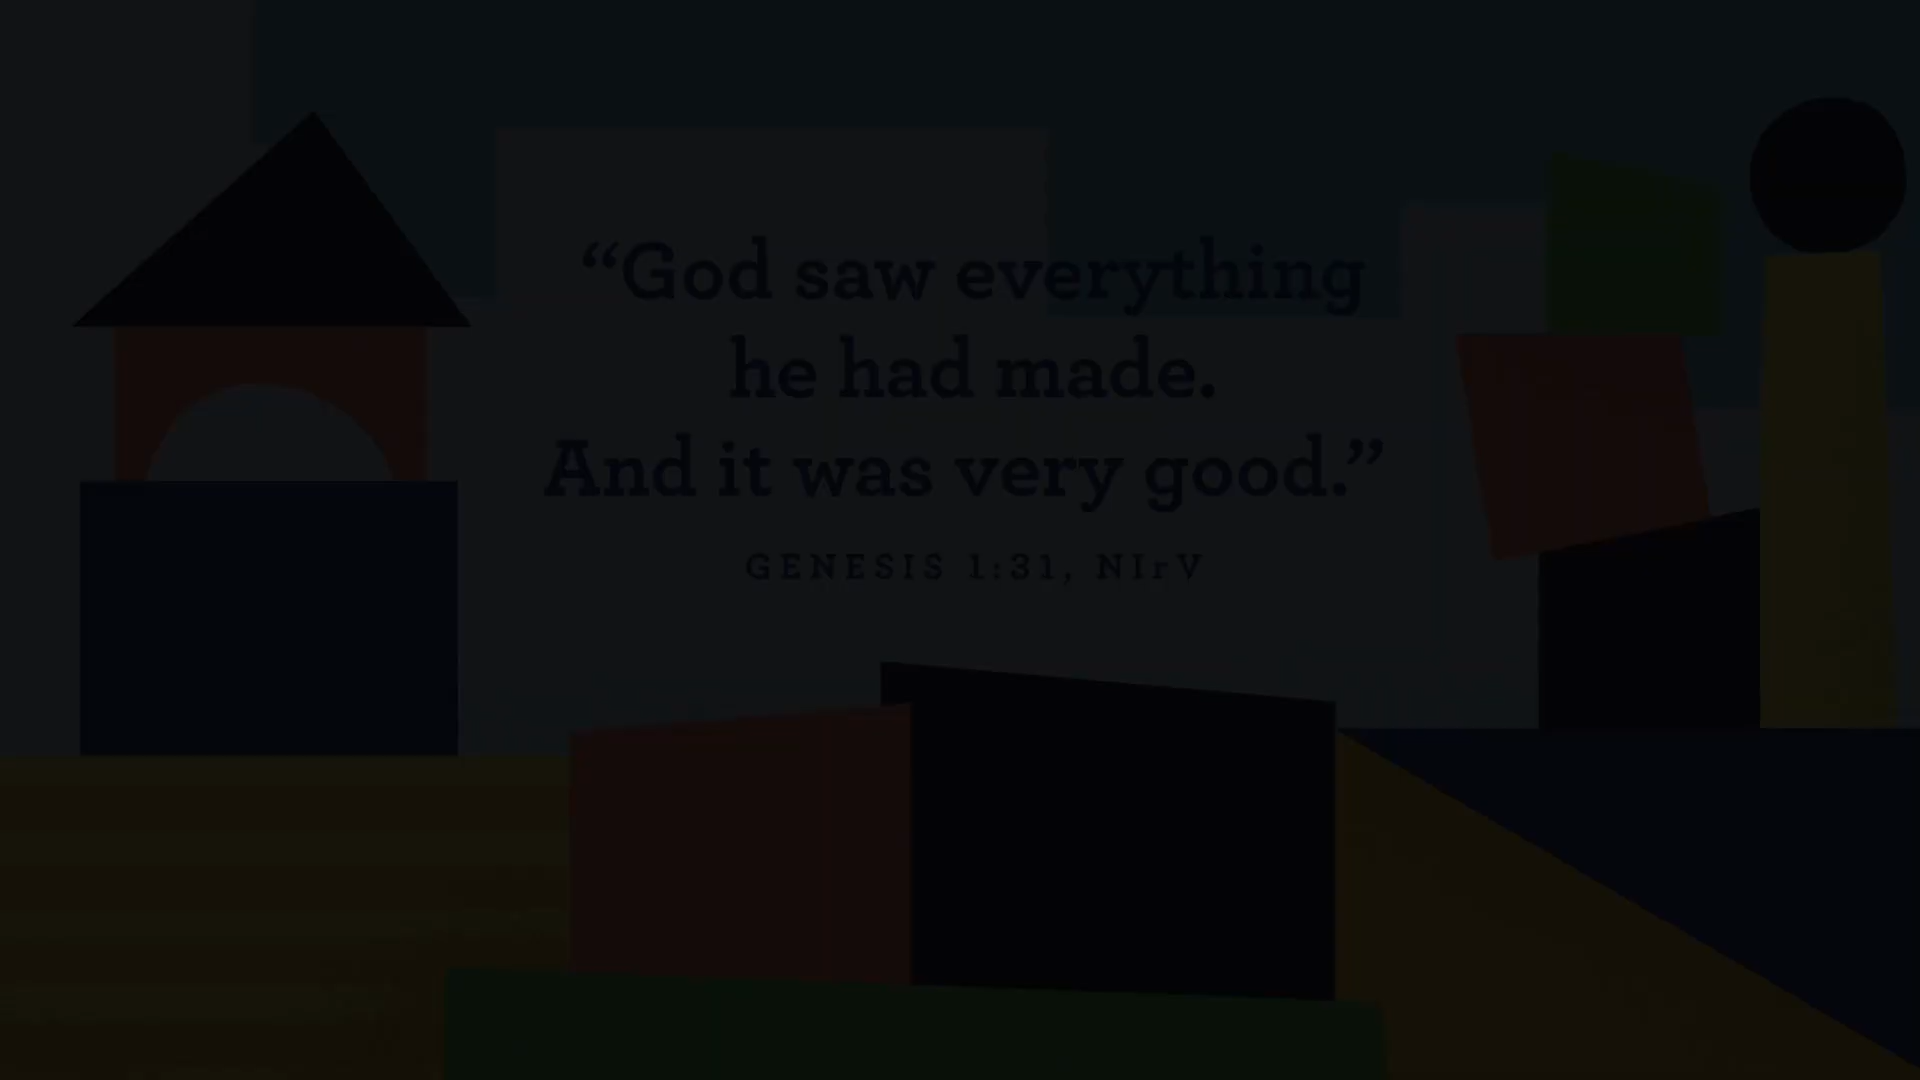 “God saw everything
he had made.
And it was very good.”
GENESIS 1:31, NIrV